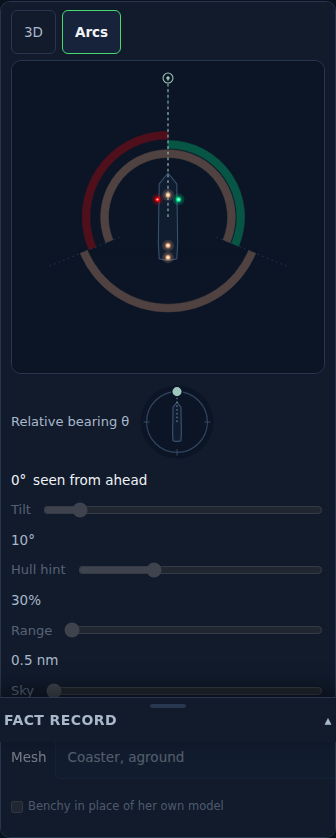 3D Arcs
Relative bearing θ
0° seen from ahead
Tilt
10°
Hull hint
30%
Range
0.5 nm
Sky
FACT RECORD ▲
Mesh Coaster, aground
Benchy in place of her own model